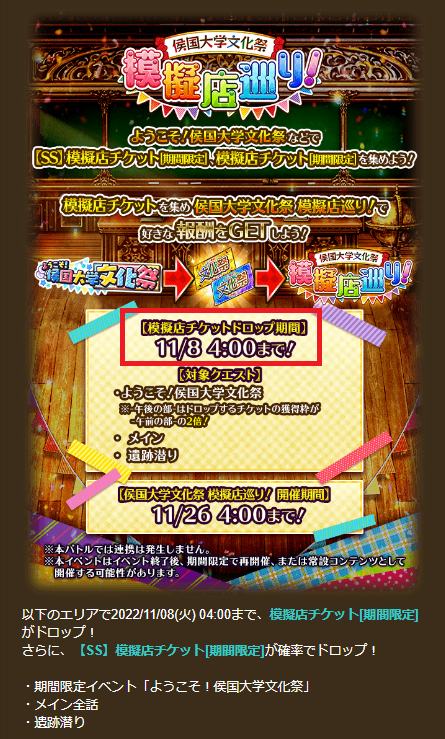 侯国大学文化祭
模擬店巡り!
ようこそ!侯国大学文化祭などで
【SS】模擬店チケット[期間限定]、模擬店チケット[期間限定]を集めよう!
模擬店チケットを集め侯国大学文化祭 模擬店巡り!で
好きな報酬をGETしよう!
ようこそ!侯国大学文化祭
文化祭
文化祭
侯国大学文化祭
模擬店巡り!
【模擬店チケットドロップ期間】
11/8 4:00まで!
【対象クエスト】
・ようこそ!侯国大学文化祭
※-午後の部-はドロップするチケットの獲得枠が
-午前の部-の2倍!
・メイン
・遺跡潜り
【侯国大学文化祭 模擬店巡り! 開催期間】
11/26 4:00まで!
※本バトルでは連携は発生しません。
※本イベントはイベント終了後、期間限定で再開催、または常設コンテンツとして
開催する可能性があります。
以下のエリアで2022/11/08(火) 04:00まで、模擬店チケット[期間限定]
がドロップ！
さらに、【SS】模擬店チケット[期間限定]が確率でドロップ！
・期間限定イベント「ようこそ！侯国大学文化祭」
・メイン全話
・遺跡潜り